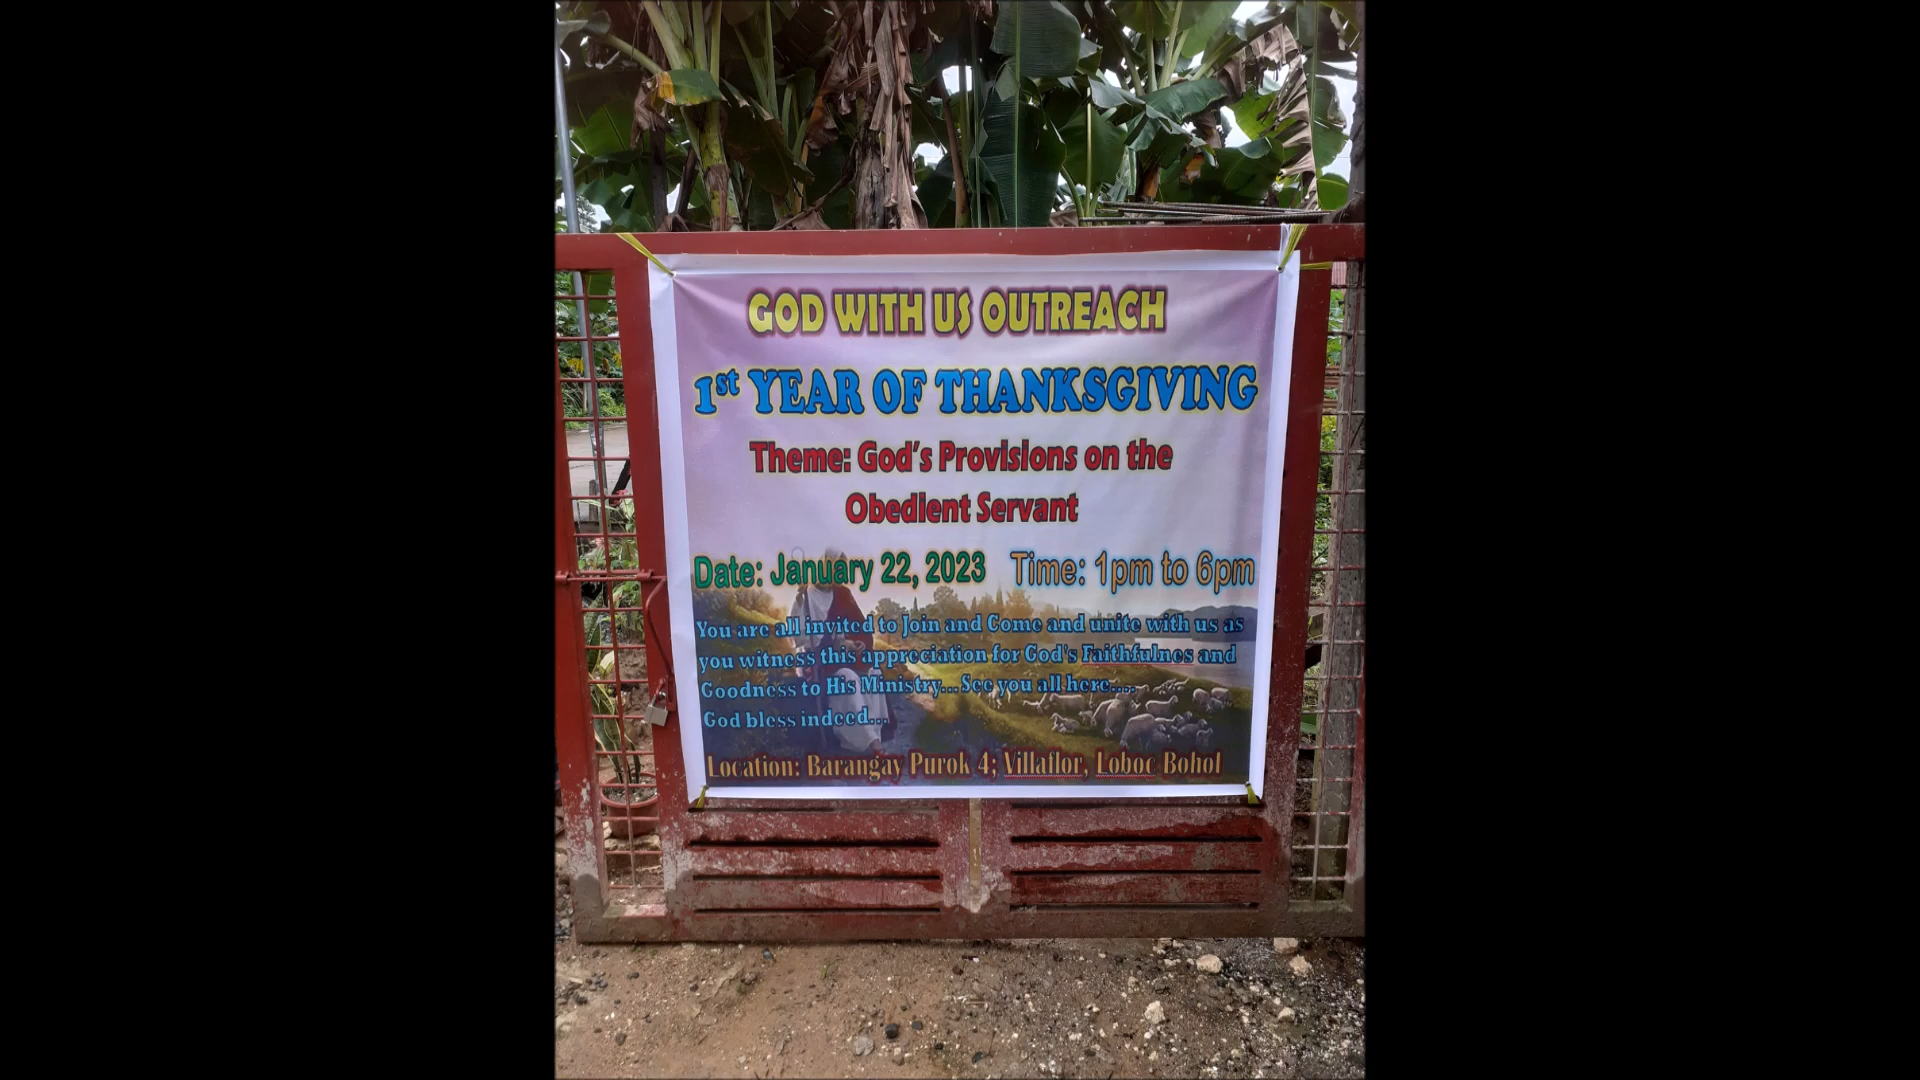 GOD WITH US OUTREACH
1st YEAR OF THANKSGIVING
Theme: God's Provisions on the
Obedient Servant
Date: January 22, 2023 Time: 1pm to 6pm
You are all invited to Join and Come and unite with us as
you witness this appreciation for God's Faithfulnes and
Goodness to His Ministry... See you all here....
God bless indeed...
Location: Barangay Purok 4; Villaflor, Loboc Bohol